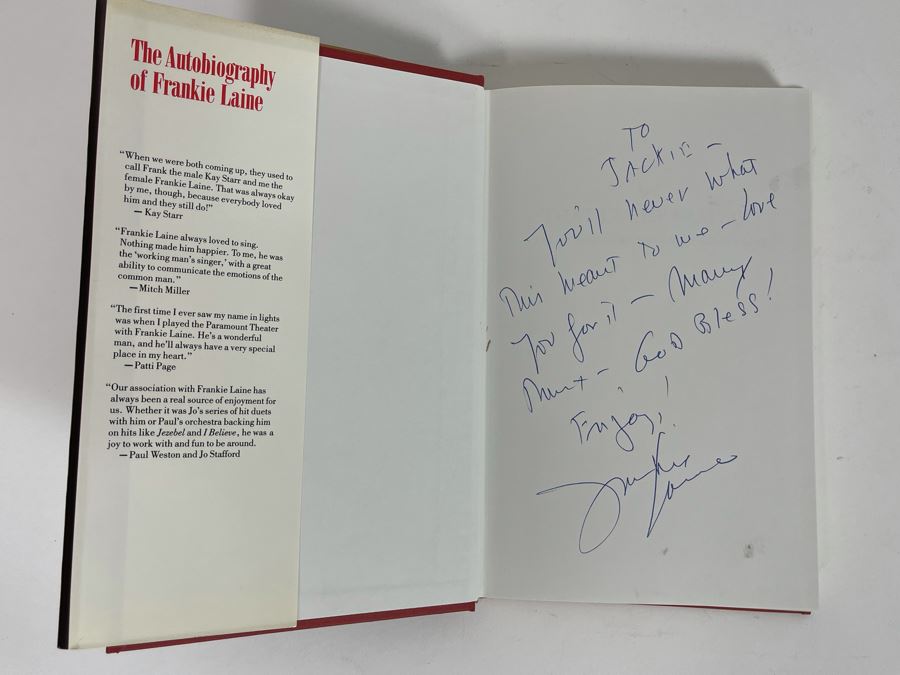 The Autobiography
of Frankie Laine
“When we were both coming up, they used to
call Frank the male Kay Starr and me the
female Frankie Laine. That was always okay
by me, though, because everybody loved
him and they still do!”
—Kay Starr
“Frankie Laine always loved to sing.
Nothing made him happier. To me, he was
the ‘working man’s singer,’ with a great
ability to communicate the emotions of the
common man.”
—Mitch Miller
“The first time I ever saw my name in lights
was when I played the Paramount Theater
with Frankie Laine. He’s a wonderful
man, and he’ll always have a very special
place in my heart.”
—Patti Page
“Our association with Frankie Laine has
always been a real source of enjoyment for
us. Whether it was Jo’s series of hit duets
with him or Paul’s orchestra backing him
on hits like Jezebel and I Believe, he was a
joy to work with and fun to be around.
—Paul Weston and Jo Stafford
TO
JACKIE —
You'll never what
This meant To me — love
you for it — Many
— GOD Bless!
Enjoy!
Frankie
Laine